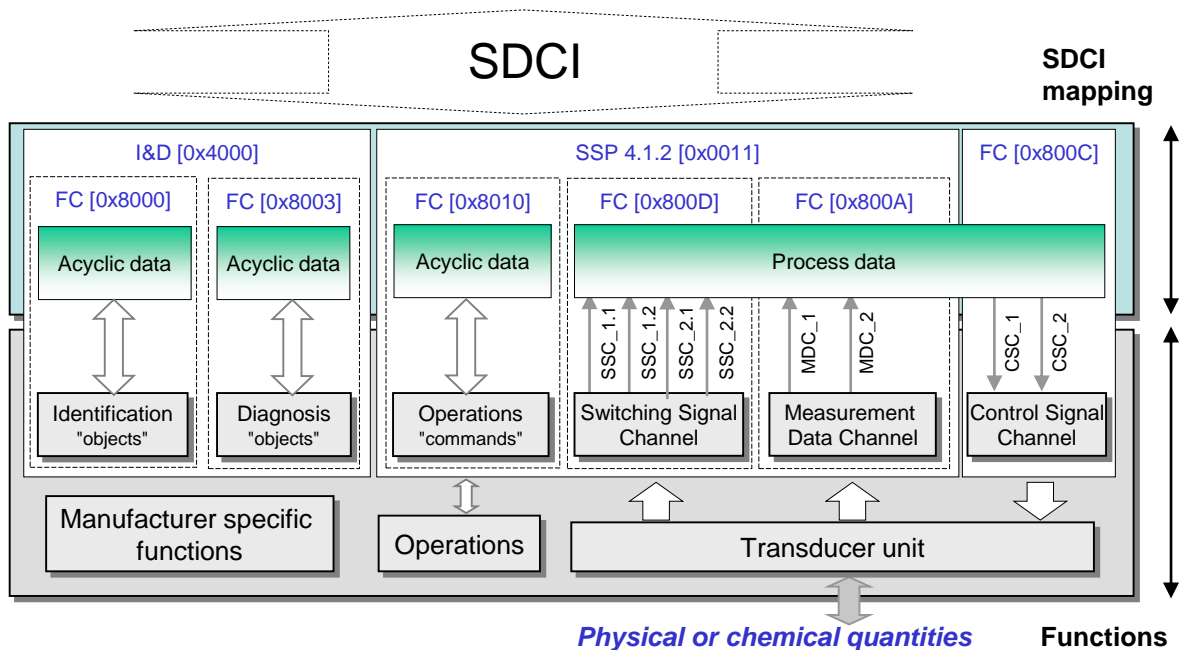 SDCI
SDCI
mapping
I&D [0x4000]
SSP 4.1.2 [0x0011]
FC [0x800C]
FC [0x8000]
FC [0x8003]
FC [0x8010]
FC [0x800D]
FC [0x800A]
Acyclic data
Acyclic data
Acyclic data
Process data
SSC_1.1
SSC_1.2
SSC_2.1
SSC_2.2
MDC_1
MDC_2
CSC_1
CSC_2
Identification
"objects"
Diagnosis
"objects"
Operations
"commands"
Switching Signal
Channel
Measurement
Data Channel
Control Signal
Channel
Manufacturer specific
functions
Operations
Transducer unit
Physical or chemical quantities
Functions